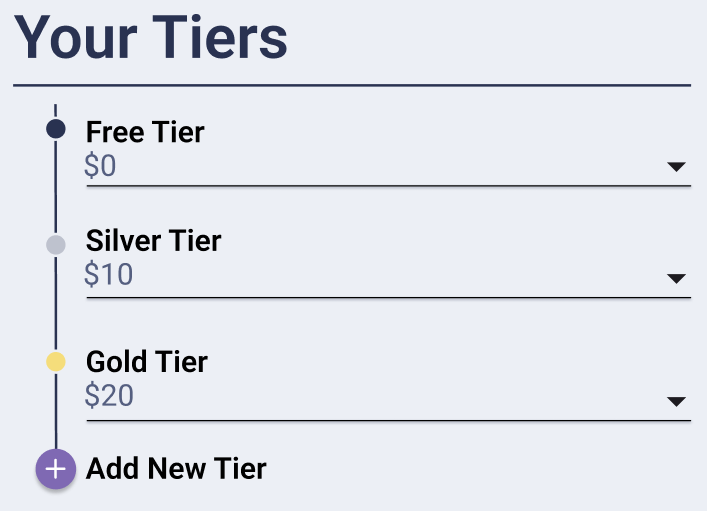 Your Tiers
Free Tier
$0
Silver Tier
$10
Gold Tier
$20
Add New Tier